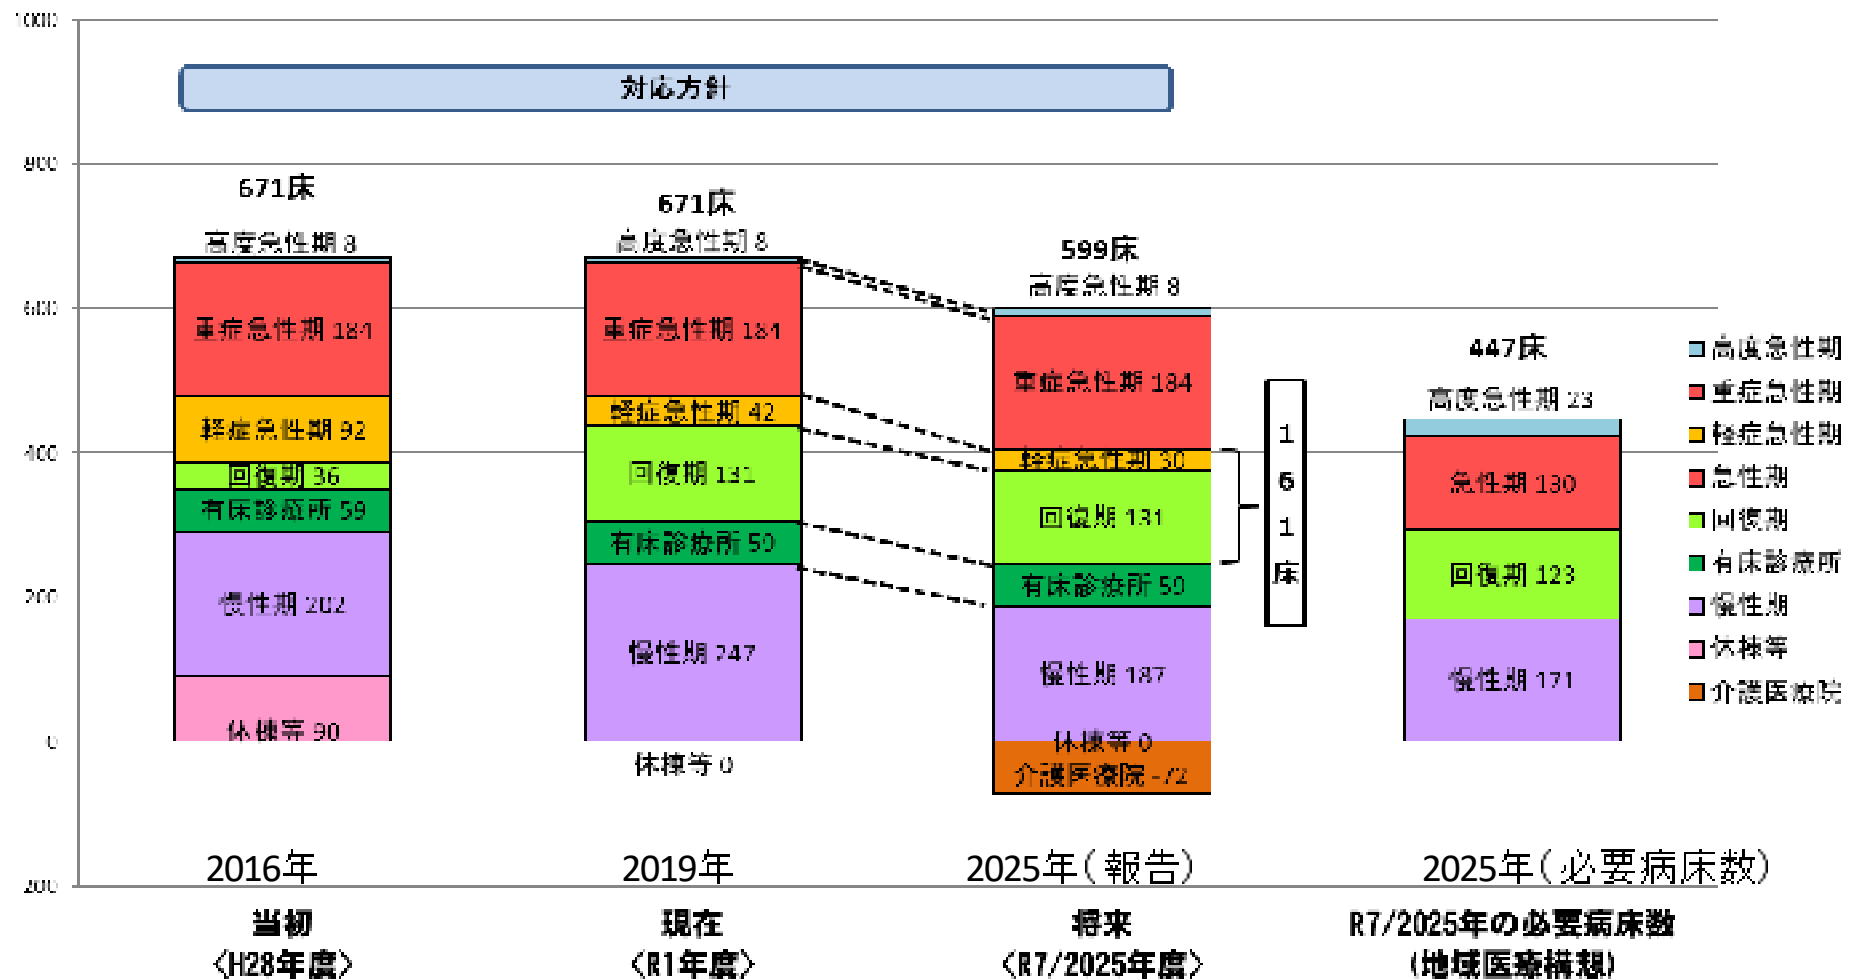 1000
800
600
400
200
0
200
対応方針
671床
高度急性期 8
重症急性期 184
軽症急性期 92
回復期 36
有床診療所 59
慢性期 202
休棟等 90
671床
高度急性期 8
重症急性期 184
軽症急性期 42
回復期 131
有床診療所 59
慢性期 247
休棟等 0
599床
高度急性期 8
重症急性期 184
軽症急性期 30
回復期 131
有床診療所 59
慢性期 187
休棟等 0
介護医療院 -72
161床
447床
高度急性期 23
急性期 130
回復期 123
慢性期 171
高度急性期
重症急性期
軽症急性期
急性期
回復期
有床診療所
慢性期
休棟等
介護医療院
2016年
2019年
2025年(報告)
2025年(必要病床数)
当初
〈H28年度〉
現在
〈R1年度〉
将来
〈R7/2025年度〉
R7/2025年の必要病床数
(地域医療構想)